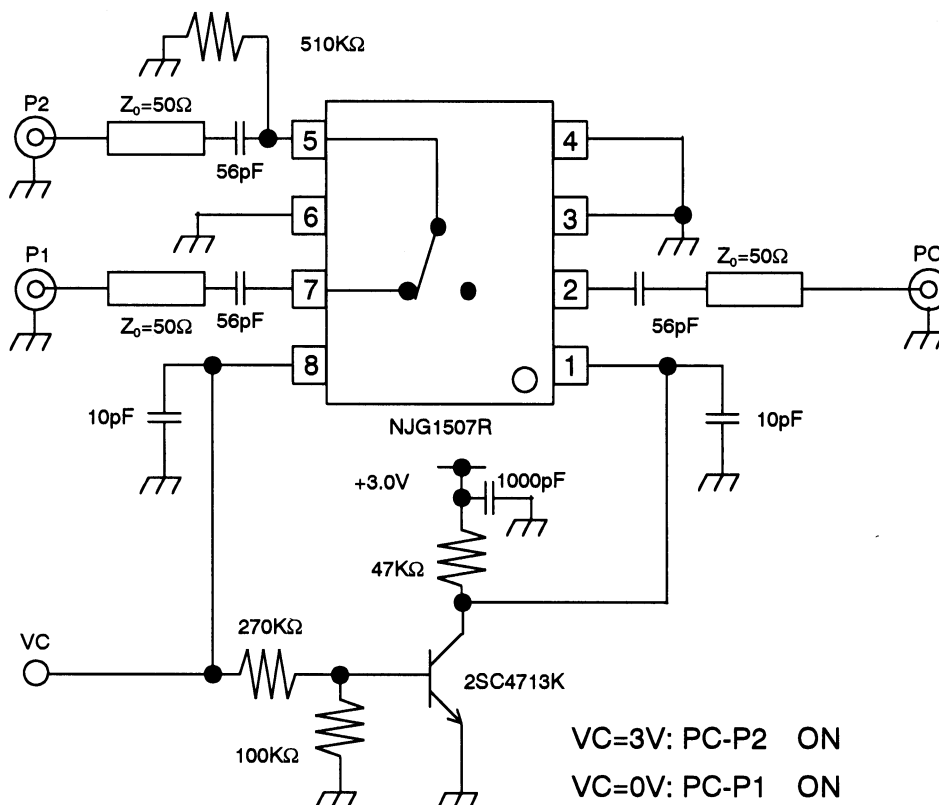 510KΩ
P2
Z₀=50Ω
56pF
5
4
6
3
P1
Z₀=50Ω
56pF
7
2
56pF
Z₀=50Ω
PC
8
1
10pF
10pF
NJG1507R
+3.0V
1000pF
47KΩ
VC
270KΩ
100KΩ
2SC4713K
VC=3V: PC-P2 ON
VC=0V: PC-P1 ON